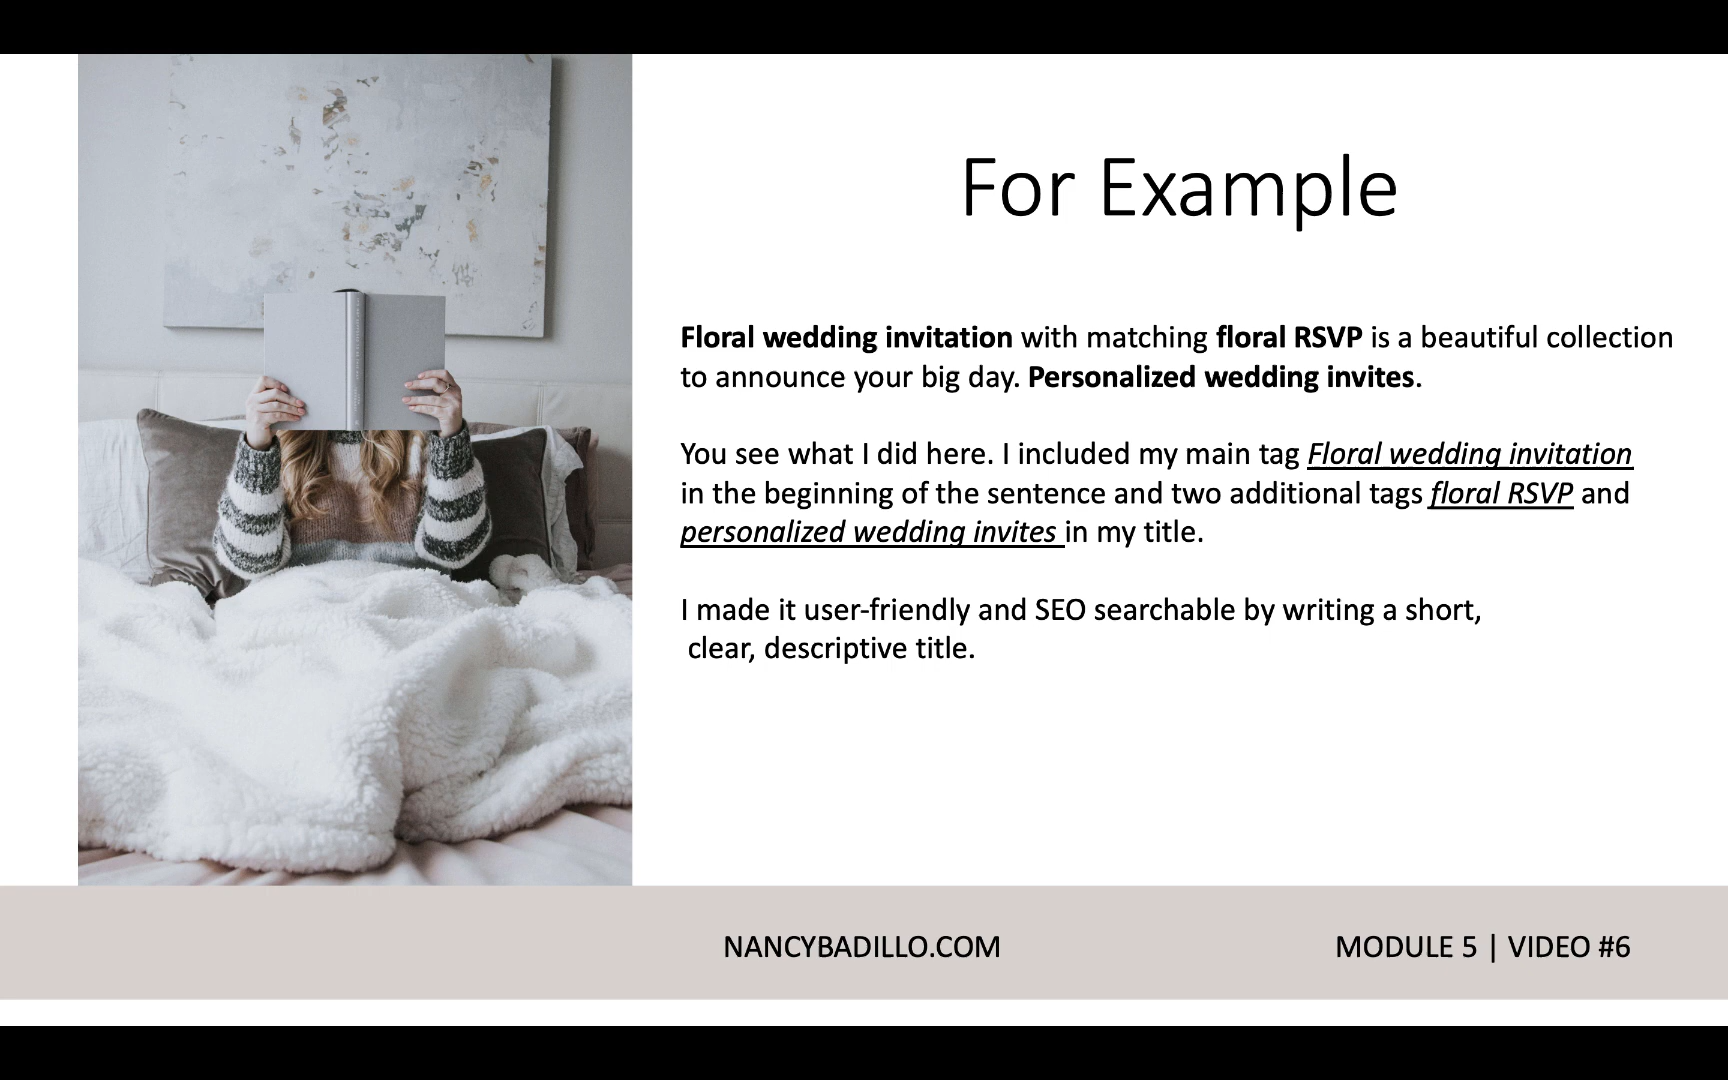 For Example
Floral wedding invitation with matching floral RSVP is a beautiful collection
to announce your big day. Personalized wedding invites.
You see what I did here. I included my main tag Floral wedding invitation
in the beginning of the sentence and two additional tags floral RSVP and
personalized wedding invites in my title.
I made it user-friendly and SEO searchable by writing a short,
clear, descriptive title.
NANCYBADILLO.COM
MODULE 5 | VIDEO #6